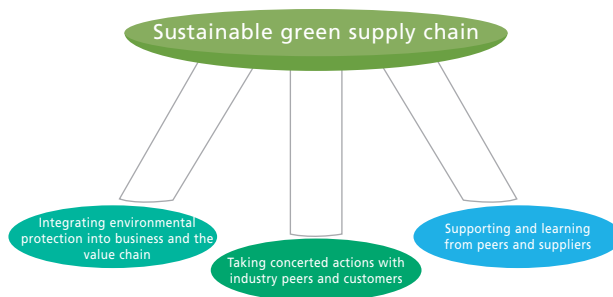 Sustainable green supply chain
Integrating environmental
protection into business and the
value chain
Taking concerted actions with
industry peers and customers
Supporting and learning
from peers and suppliers